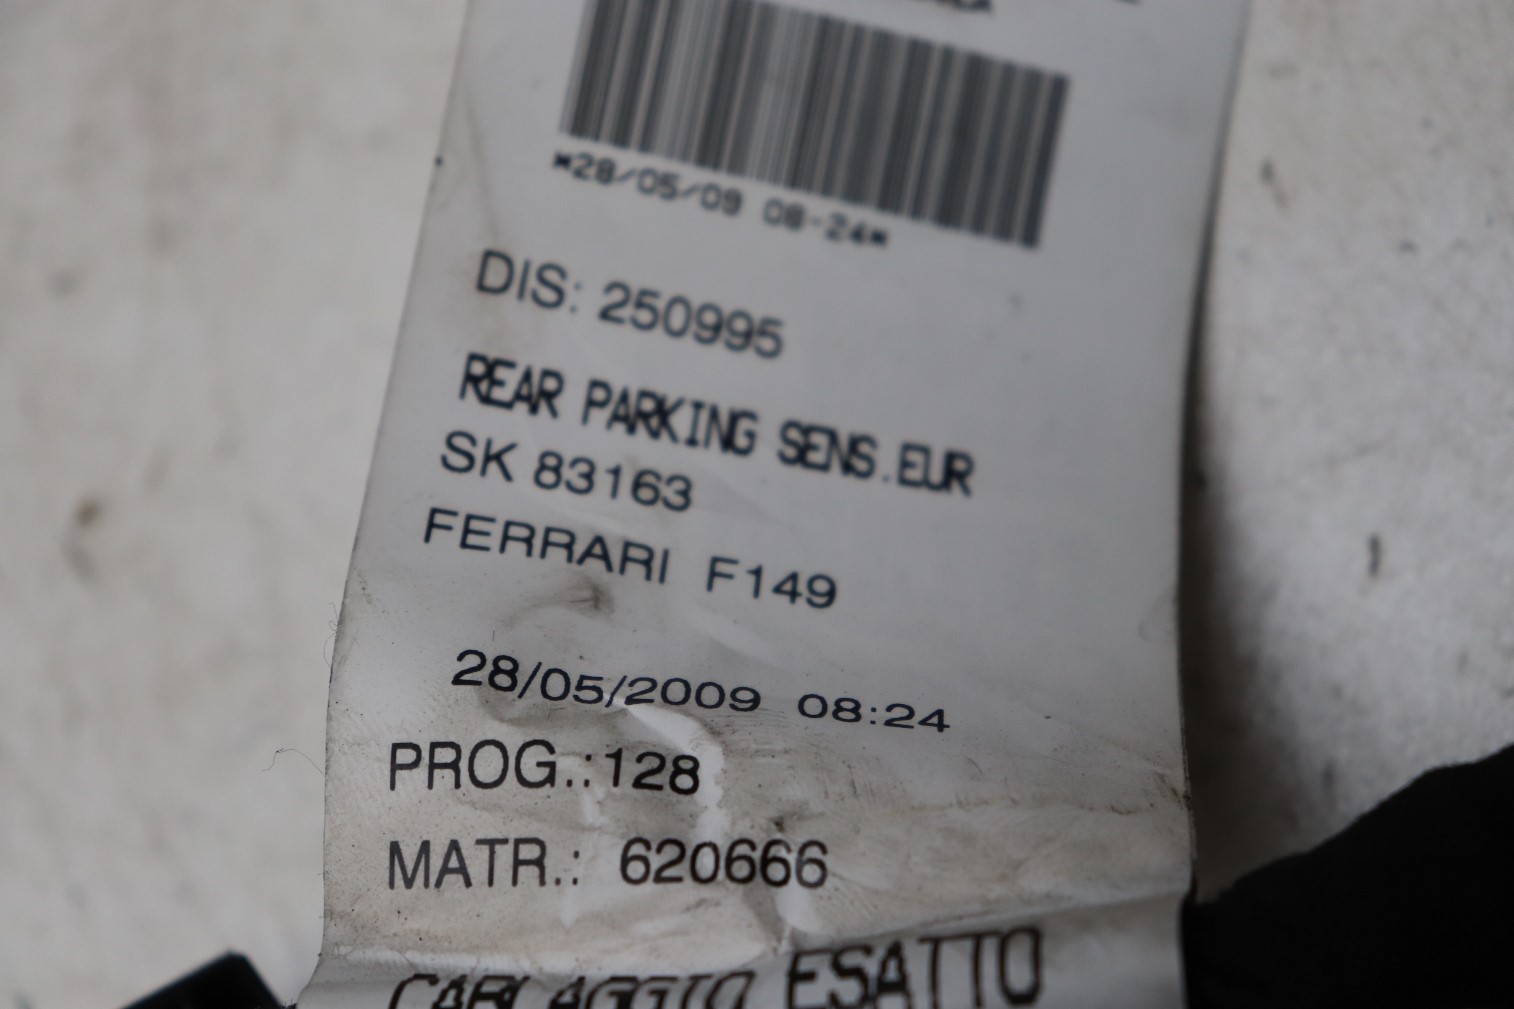 *28/05/09 08-24*
DIS: 250995
REAR PARKING SENS.EUR
SK 83163
FERRARI F149
28/05/2009 08:24
PROG.:128
MATR.: 620666
CABLAGGIO ESATTO